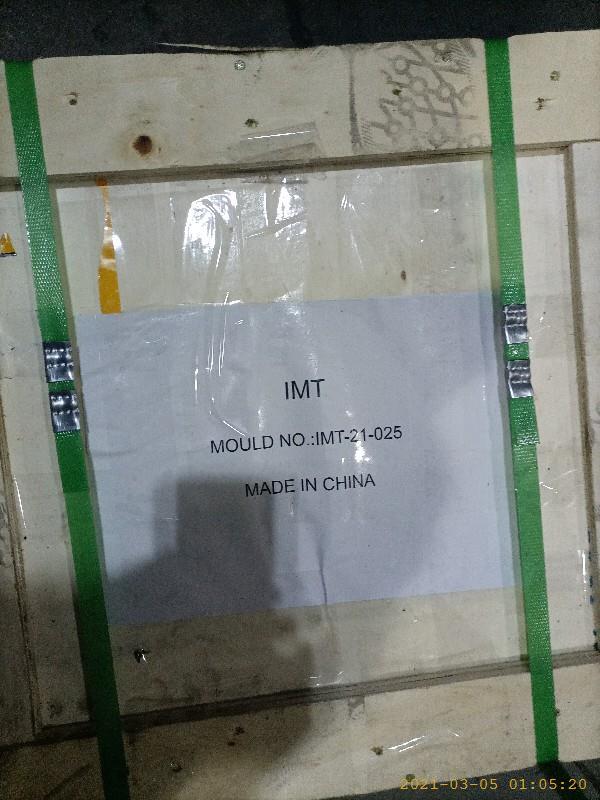 IMT
MOULD NO.:IMT-21-025
MADE IN CHINA
2021-03-05 01:05:20